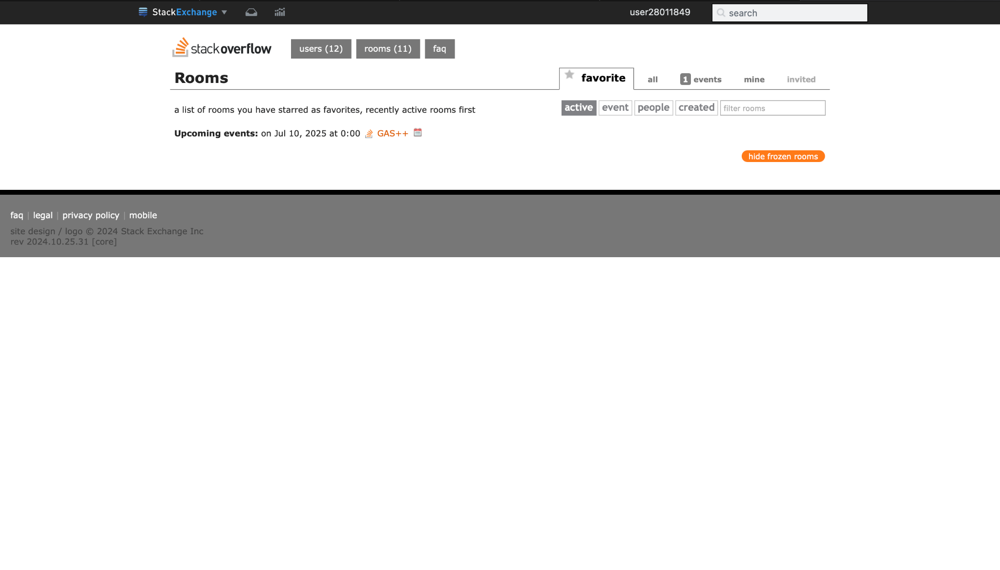 StackExchange
user28011849
search
stackoverflow
users (12)
rooms (11)
faq
Rooms
favorite
all
1 events
mine
invited
a list of rooms you have starred as favorites, recently active rooms first
active
event
people
created
filter rooms
Upcoming events: on Jul 10, 2025 at 0:00 GAS++
hide frozen rooms
faq | legal | privacy policy | mobile
site design / logo © 2024 Stack Exchange Inc
rev 2024.10.25.31 [core]